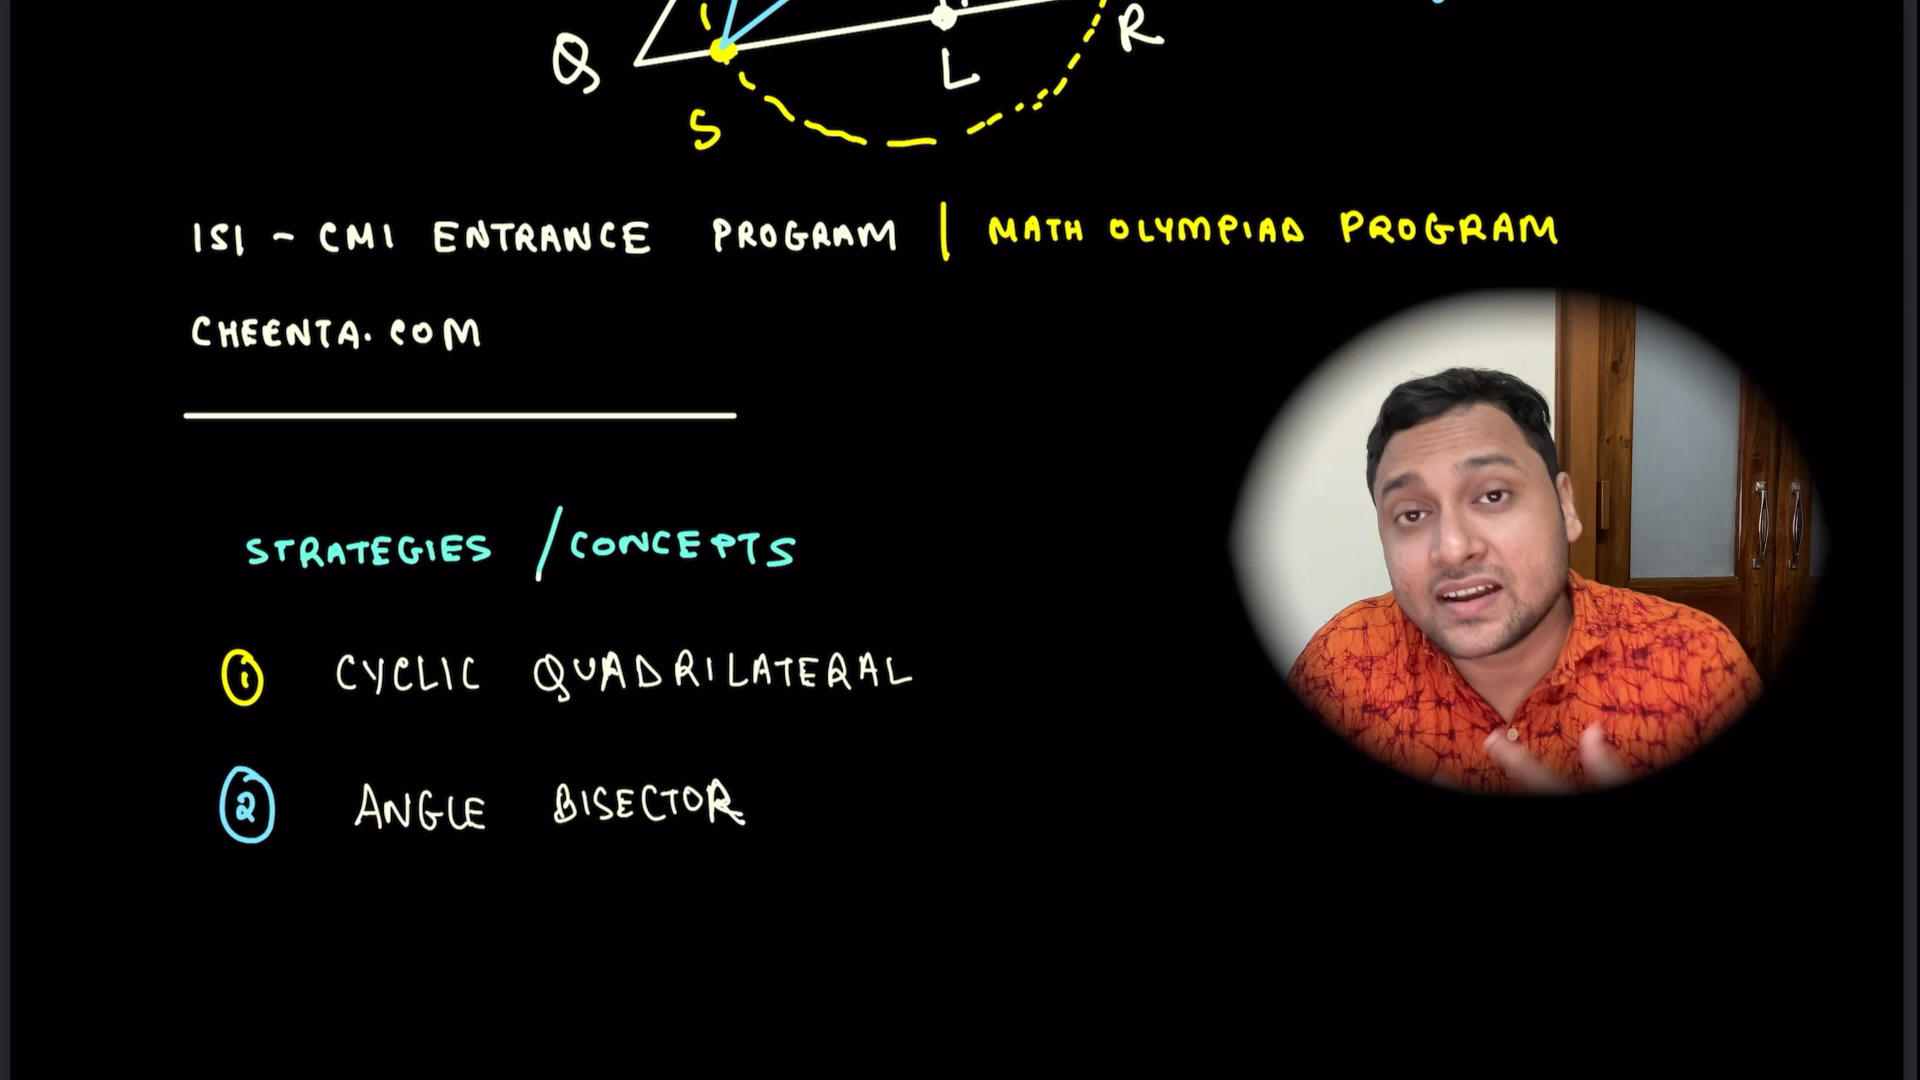 Q
S
L
R
ISI - CMI ENTRANCE PROGRAM | MATH OLYMPIAD PROGRAM
CHEENTA.COM
STRATEGIES / CONCEPTS
1 CYCLIC QUADRILATERAL
2 ANGLE BISECTOR